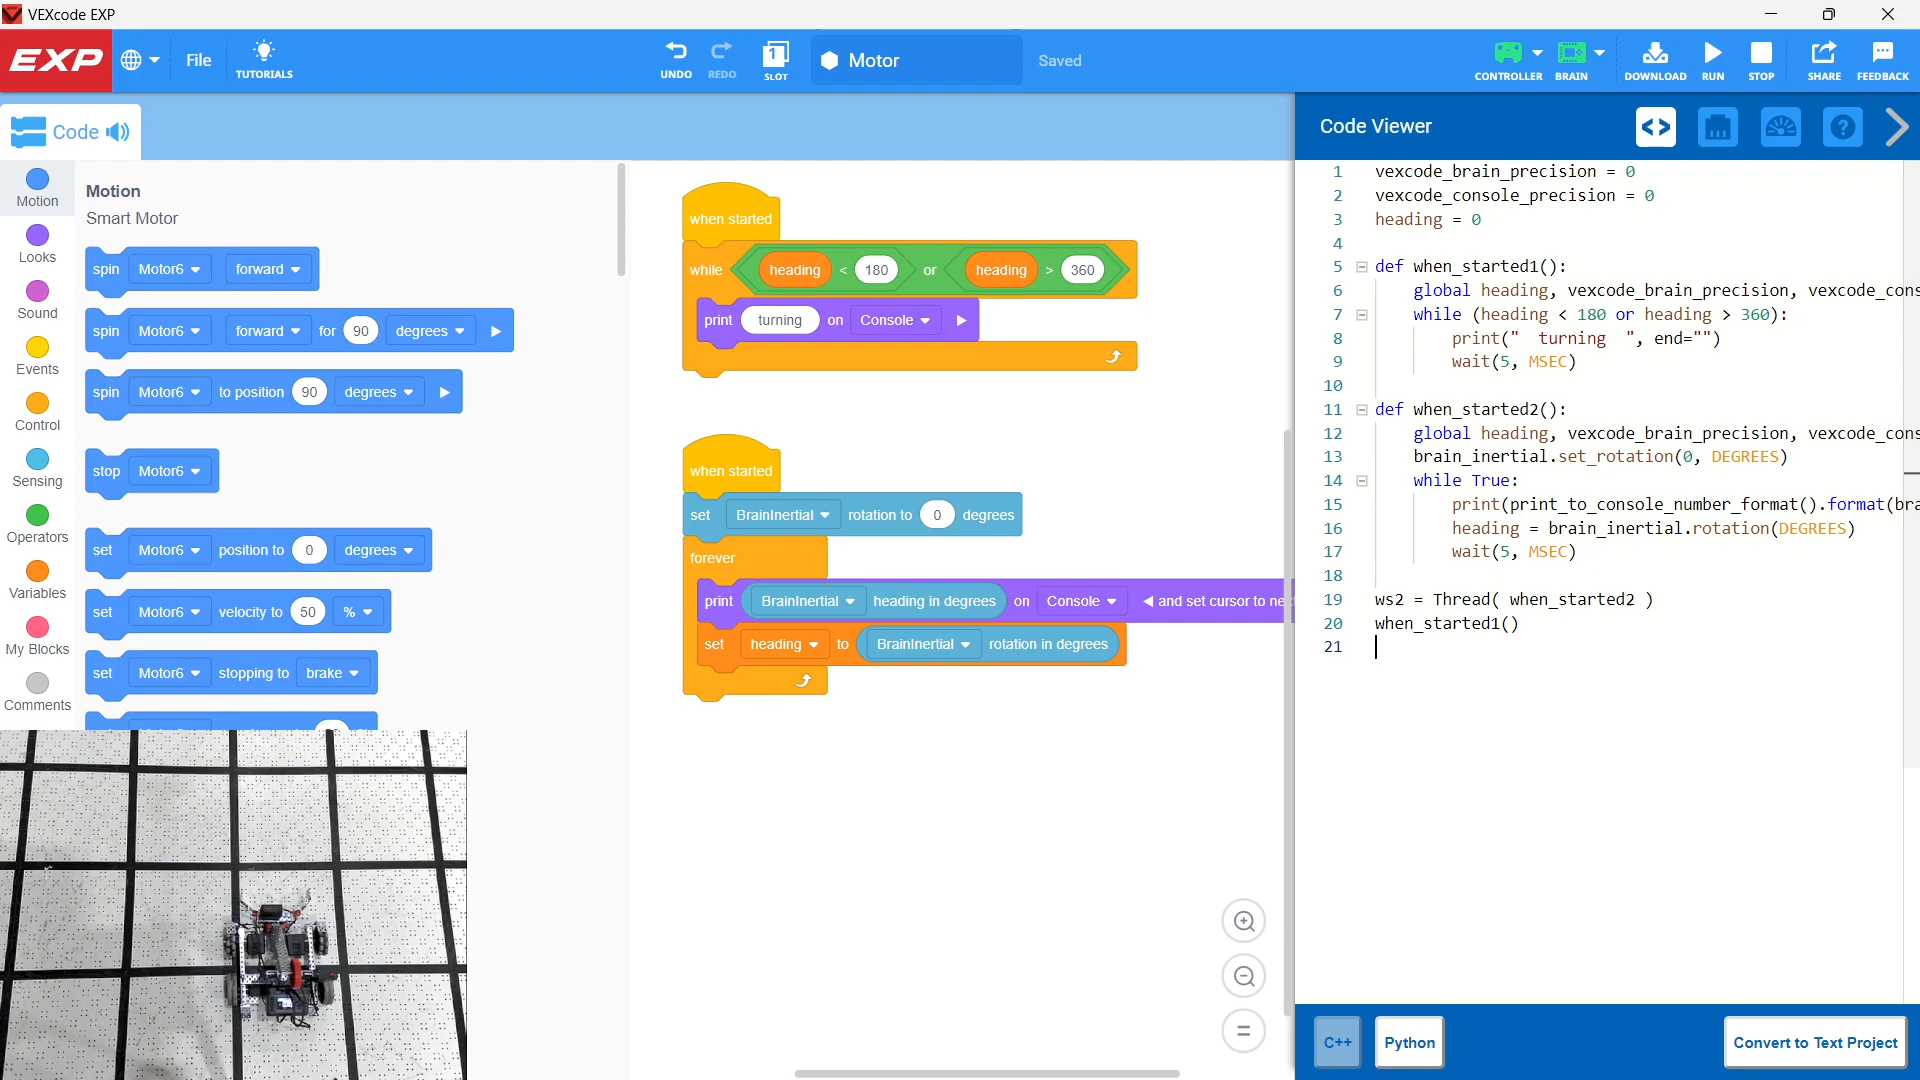 VEXcode EXP
EXP
File
TUTORIALS
UNDO
REDO
1
SLOT
Motor
Saved
CONTROLLER
BRAIN
DOWNLOAD
RUN
STOP
SHARE
FEEDBACK
Code
Code Viewer
Motion
Looks
Sound
Events
Control
Sensing
Operators
Variables
My Blocks
Comments
Motion
Smart Motor
spin Motor6 forward
spin Motor6 forward for 90 degrees
spin Motor6 to position 90 degrees
stop Motor6
set Motor6 position to 0 degrees
set Motor6 velocity to 50 %
set Motor6 stopping to brake
when started
while heading < 180 or heading > 360
print turning on Console
when started
set BrainInertial rotation to 0 degrees
forever
print BrainInertial heading in degrees on Console and set cursor to ne
set heading to BrainInertial rotation in degrees
1 vexcode_brain_precision = 0
2 vexcode_console_precision = 0
3 heading = 0
4
5 def when_started1():
6 global heading, vexcode_brain_precision, vexcode_cons
7 while (heading < 180 or heading > 360):
8 print(" turning ", end="")
9 wait(5, MSEC)
10
11 def when_started2():
12 global heading, vexcode_brain_precision, vexcode_cons
13 brain_inertial.set_rotation(0, DEGREES)
14 while True:
15 print(print_to_console_number_format().format(bra
16 heading = brain_inertial.rotation(DEGREES)
17 wait(5, MSEC)
18
19 ws2 = Thread( when_started2 )
20 when_started1()
21
C++
Python
Convert to Text Project